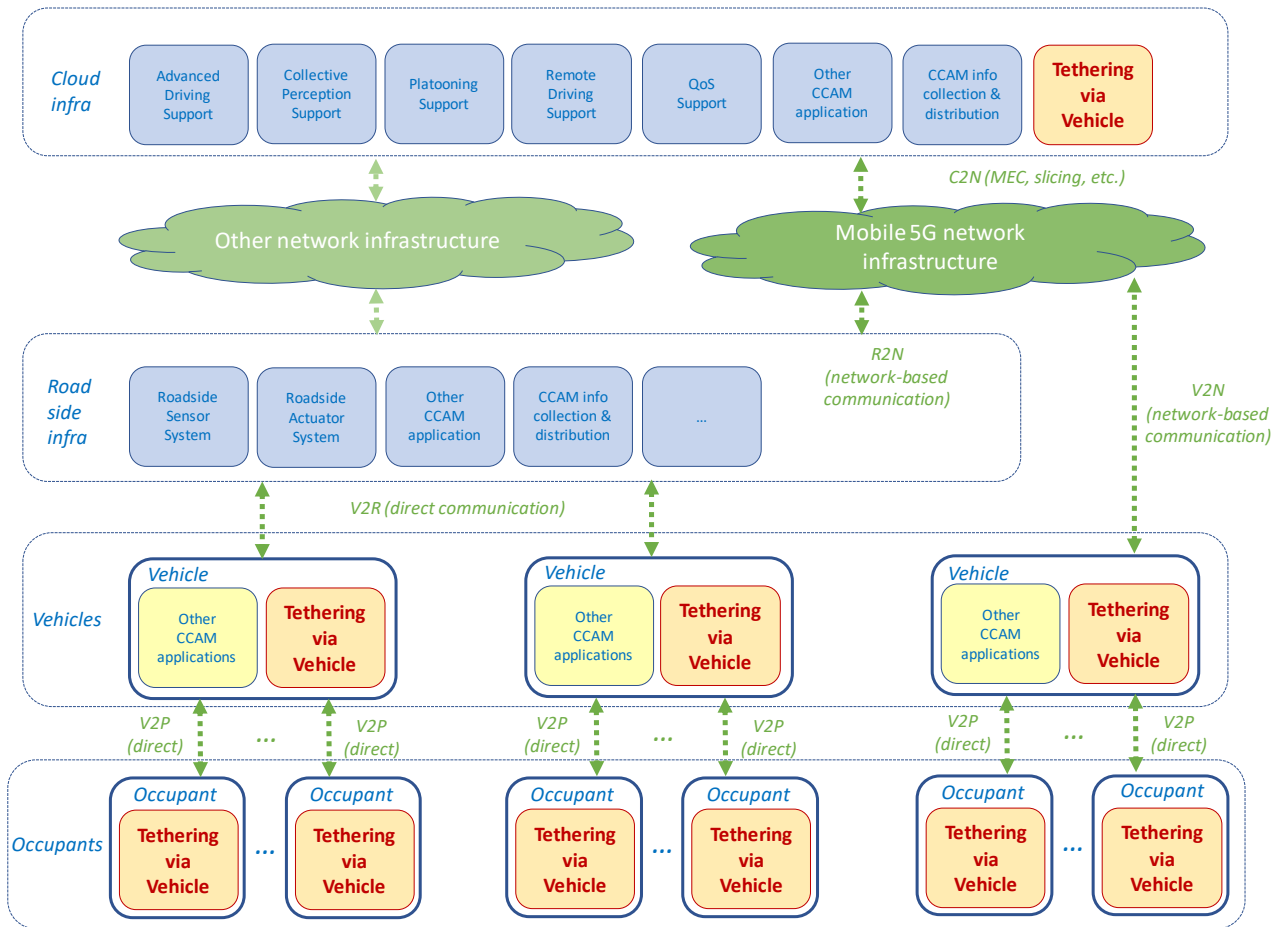 Cloud
infra
Advanced
Driving
Support
Collective
Perception
Support
Platooning
Support
Remote
Driving
Support
QoS
Support
Other
CCAM
application
CCAM info
collection &
distribution
Tethering
via
Vehicle
C2N (MEC, slicing, etc.)
Other network infrastructure
Mobile 5G network
infrastructure
R2N
(network-based
communication)
V2N
(network-based
communication)
Road
side
infra
Roadside
Sensor
System
Roadside
Actuator
System
Other
CCAM
application
CCAM info
collection &
distribution
...
V2R (direct communication)
Vehicles
Vehicle
Other
CCAM
applications
Tethering
via
Vehicle
Vehicle
Other
CCAM
applications
Tethering
via
Vehicle
Vehicle
Other
CCAM
applications
Tethering
via
Vehicle
V2P
(direct)
...
V2P
(direct)
V2P
(direct)
...
V2P
(direct)
V2P
(direct)
...
V2P
(direct)
Occupants
Occupant
Tethering
via
Vehicle
...
Occupant
Tethering
via
Vehicle
Occupant
Tethering
via
Vehicle
...
Occupant
Tethering
via
Vehicle
Occupant
Tethering
via
Vehicle
...
Occupant
Tethering
via
Vehicle